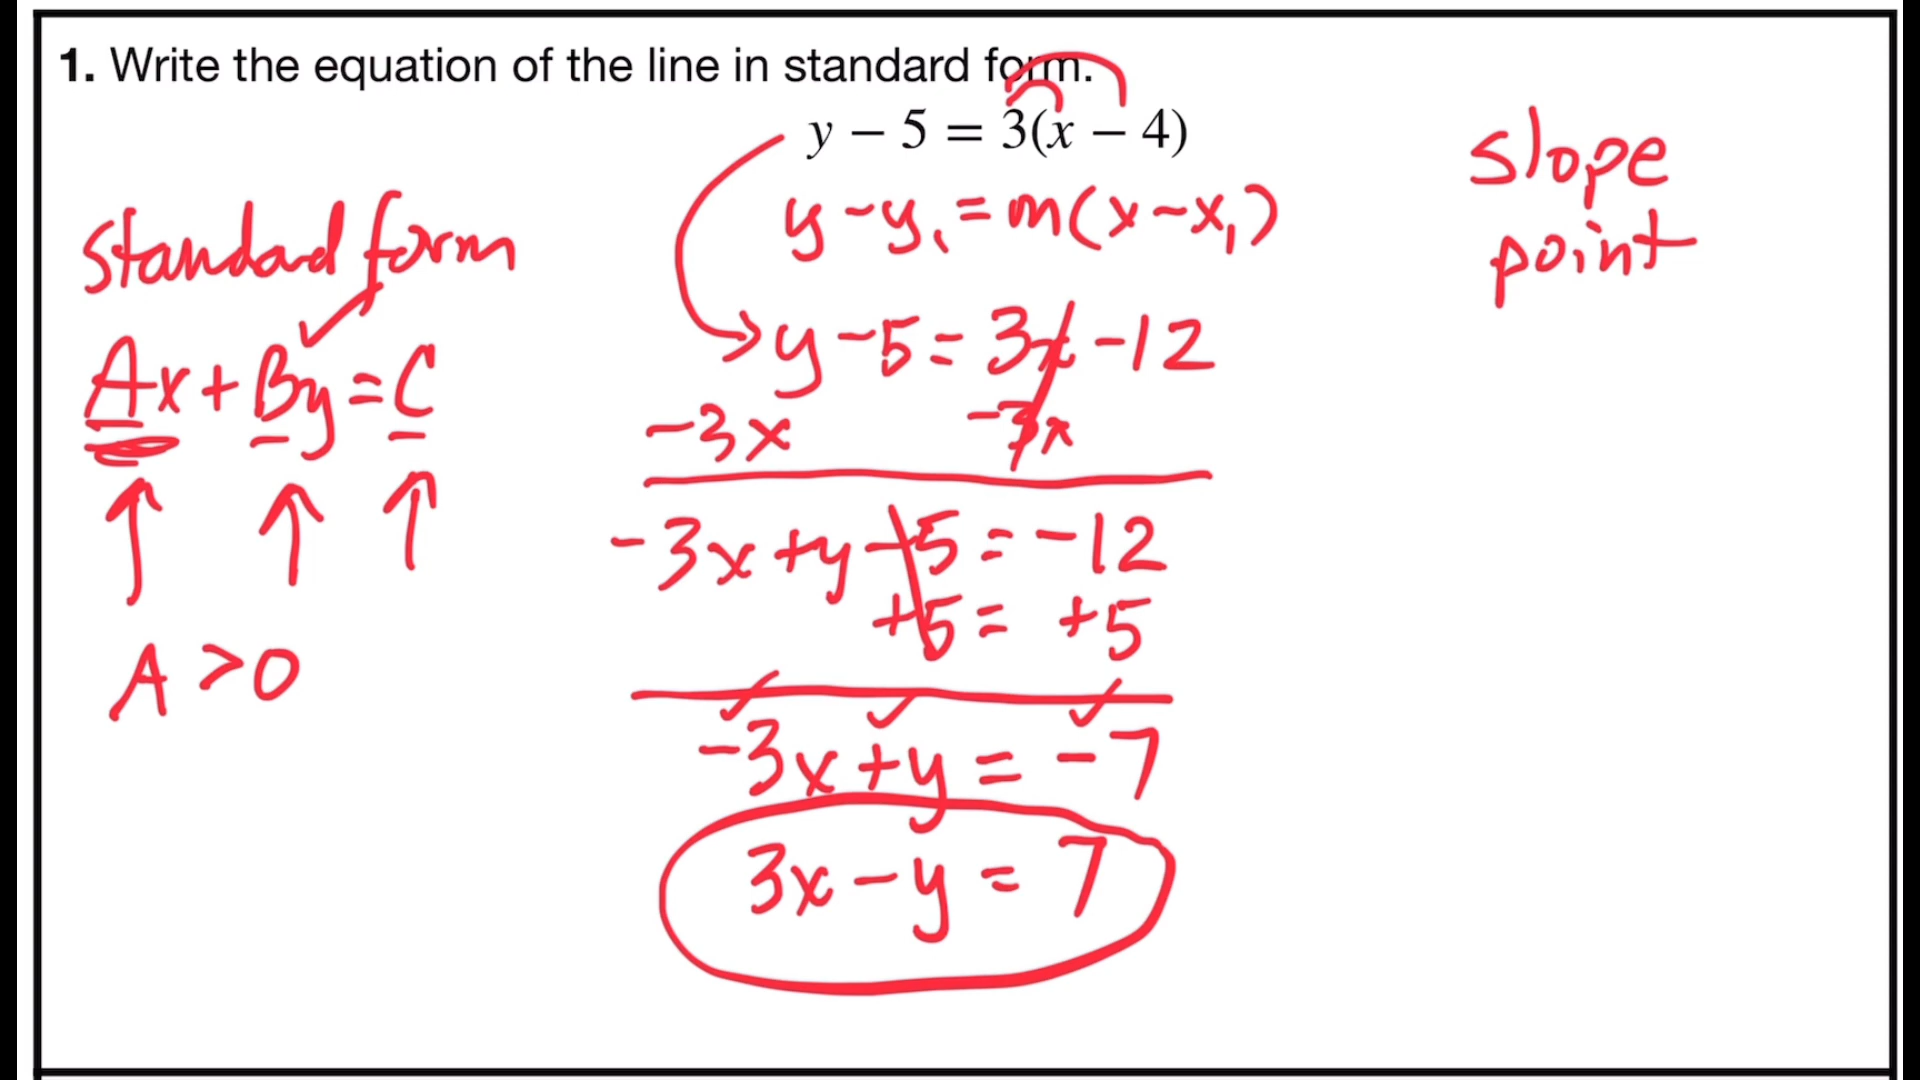 1. Write the equation of the line in standard form.
y – 5 = 3(x – 4)
y - y₁ = m(x - x₁)
slope
point
standard form
Ax + By = C
A > 0
y - 5 = 3x - 12
-3x -3x
-3x + y - 5 = -12
+5 = +5
-3x + y = -7
3x - y = 7